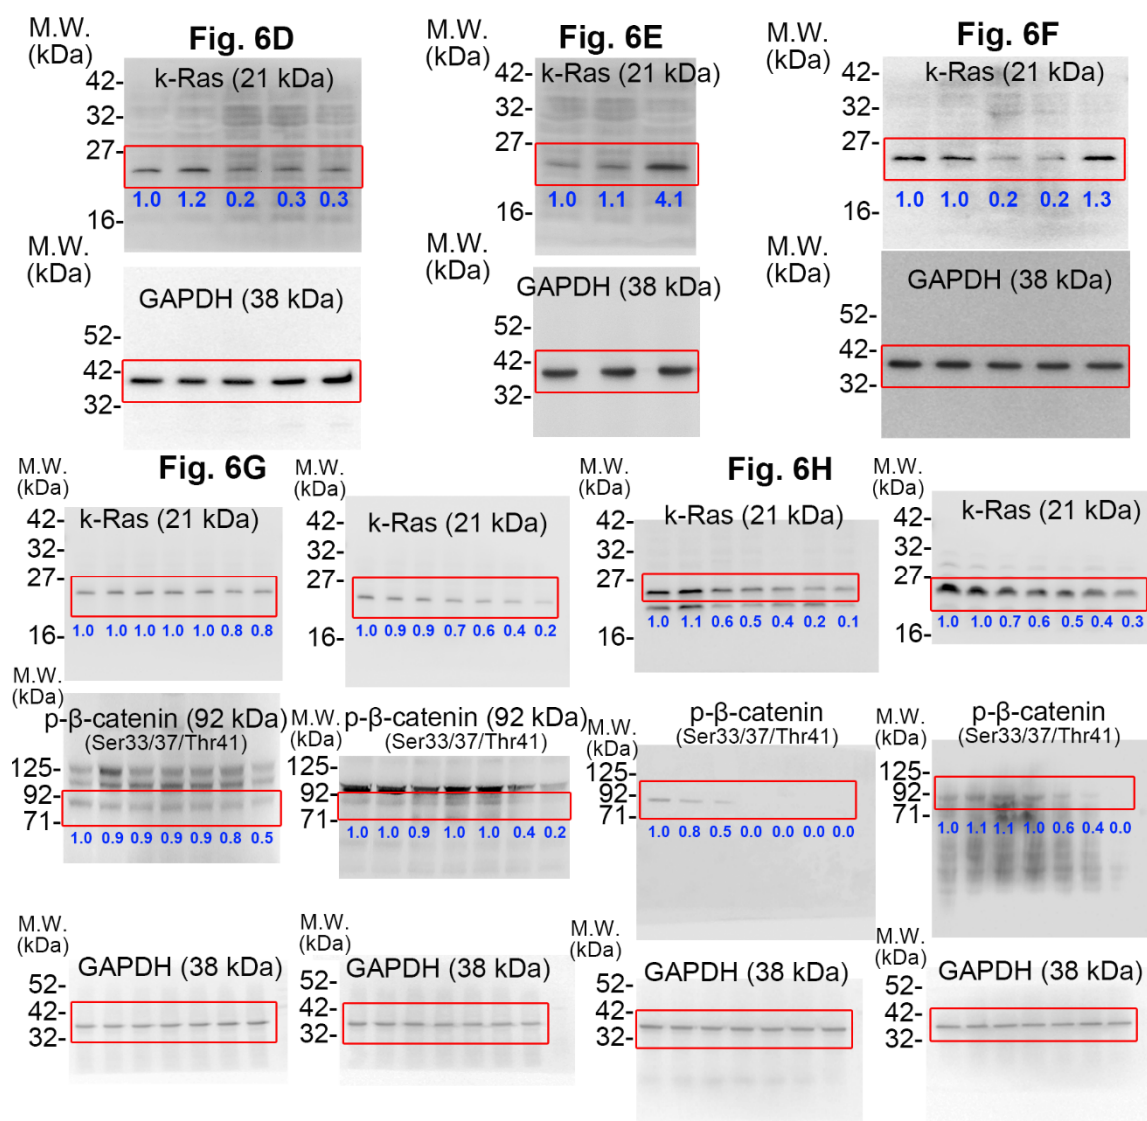 M.W.
(kDa)
Fig. 6D
k-Ras (21 kDa)
42-
32-
27-
16-
1.0 1.2 0.2 0.3 0.3
M.W.
(kDa)
GAPDH (38 kDa)
52-
42-
32-
M.W.
(kDa)
Fig. 6E
k-Ras (21 kDa)
42-
32-
27-
16-
1.0 1.1 4.1
M.W.
(kDa)
GAPDH (38 kDa)
52-
42-
32-
M.W.
(kDa)
Fig. 6F
k-Ras (21 kDa)
42-
32-
27-
16-
1.0 1.0 0.2 0.2 1.3
M.W.
(kDa)
GAPDH (38 kDa)
52-
42-
32-
Fig. 6G
M.W.
(kDa)
k-Ras (21 kDa)
42-
32-
27-
16-
1.0 1.0 1.0 1.0 1.0 0.8 0.8
M.W.
(kDa)
k-Ras (21 kDa)
42-
32-
27-
16-
1.0 0.9 0.9 0.7 0.6 0.4 0.2
M.W.
(kDa)
p-β-catenin (92 kDa)
(Ser33/37/Thr41)
125-
92-
71-
1.0 0.9 0.9 0.9 0.9 0.8 0.5
M.W.
(kDa)
p-β-catenin (92 kDa)
(Ser33/37/Thr41)
125-
92-
71-
1.0 1.0 0.9 1.0 1.0 0.4 0.2
M.W.
(kDa)
GAPDH (38 kDa)
52-
42-
32-
M.W.
(kDa)
GAPDH (38 kDa)
52-
42-
32-
Fig. 6H
M.W.
(kDa)
k-Ras (21 kDa)
42-
32-
27-
16-
1.0 1.1 0.6 0.5 0.4 0.2 0.1
M.W.
(kDa)
k-Ras (21 kDa)
42-
32-
27-
16-
1.0 1.0 0.7 0.6 0.5 0.4 0.3
M.W.
(kDa)
p-β-catenin
(Ser33/37/Thr41)
125-
92-
71-
1.0 0.8 0.5 0.0 0.0 0.0 0.0
M.W.
(kDa)
p-β-catenin
(Ser33/37/Thr41)
125-
92-
71-
1.0 1.1 1.1 1.0 0.6 0.4 0.0
M.W.
(kDa)
GAPDH (38 kDa)
52-
42-
32-
M.W.
(kDa)
GAPDH (38 kDa)
52-
42-
32-